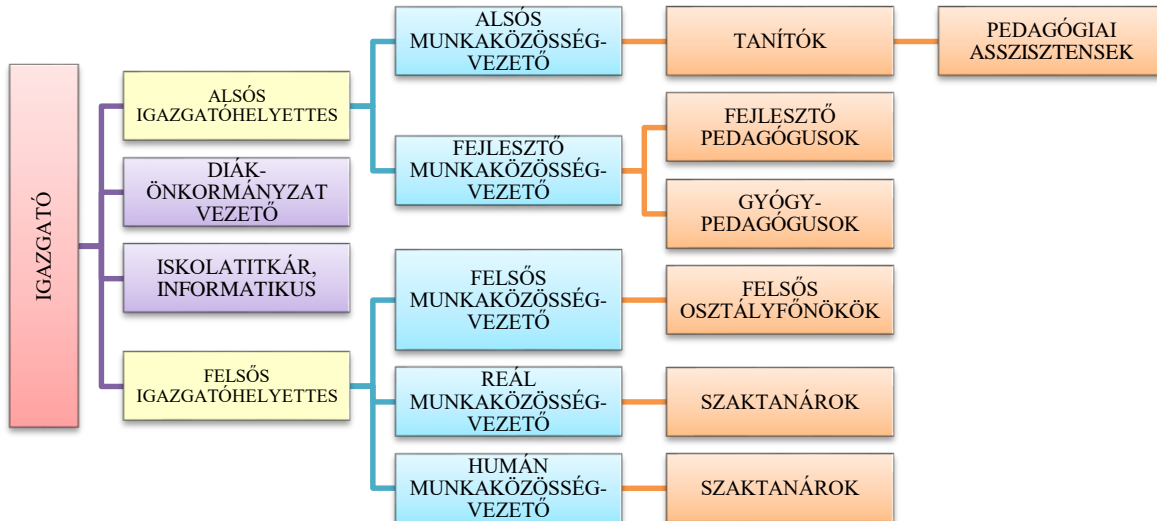 IGAZGATÓ
ALSÓS
IGAZGATÓHELYETTES
DIÁK-
ÖNKORMÁNYZAT
VEZETŐ
ISKOLATITKÁR,
INFORMATIKUS
FELSŐS
IGAZGATÓHELYETTES
ALSÓS
MUNKAKÖZÖSSÉG-
VEZETŐ
FEJLESZTŐ
MUNKAKÖZÖSSÉG-
VEZETŐ
FELSŐS
MUNKAKÖZÖSSÉG-
VEZETŐ
REÁL
MUNKAKÖZÖSSÉG-
VEZETŐ
HUMÁN
MUNKAKÖZÖSSÉG-
VEZETŐ
TANÍTÓK
FEJLESZTŐ
PEDAGÓGUSOK
GYÓGY-
PEDAGÓGUSOK
FELSŐS
OSZTÁLYFŐNÖKÖK
SZAKTANÁROK
SZAKTANÁROK
PEDAGÓGIAI
ASSZISZTENSEK